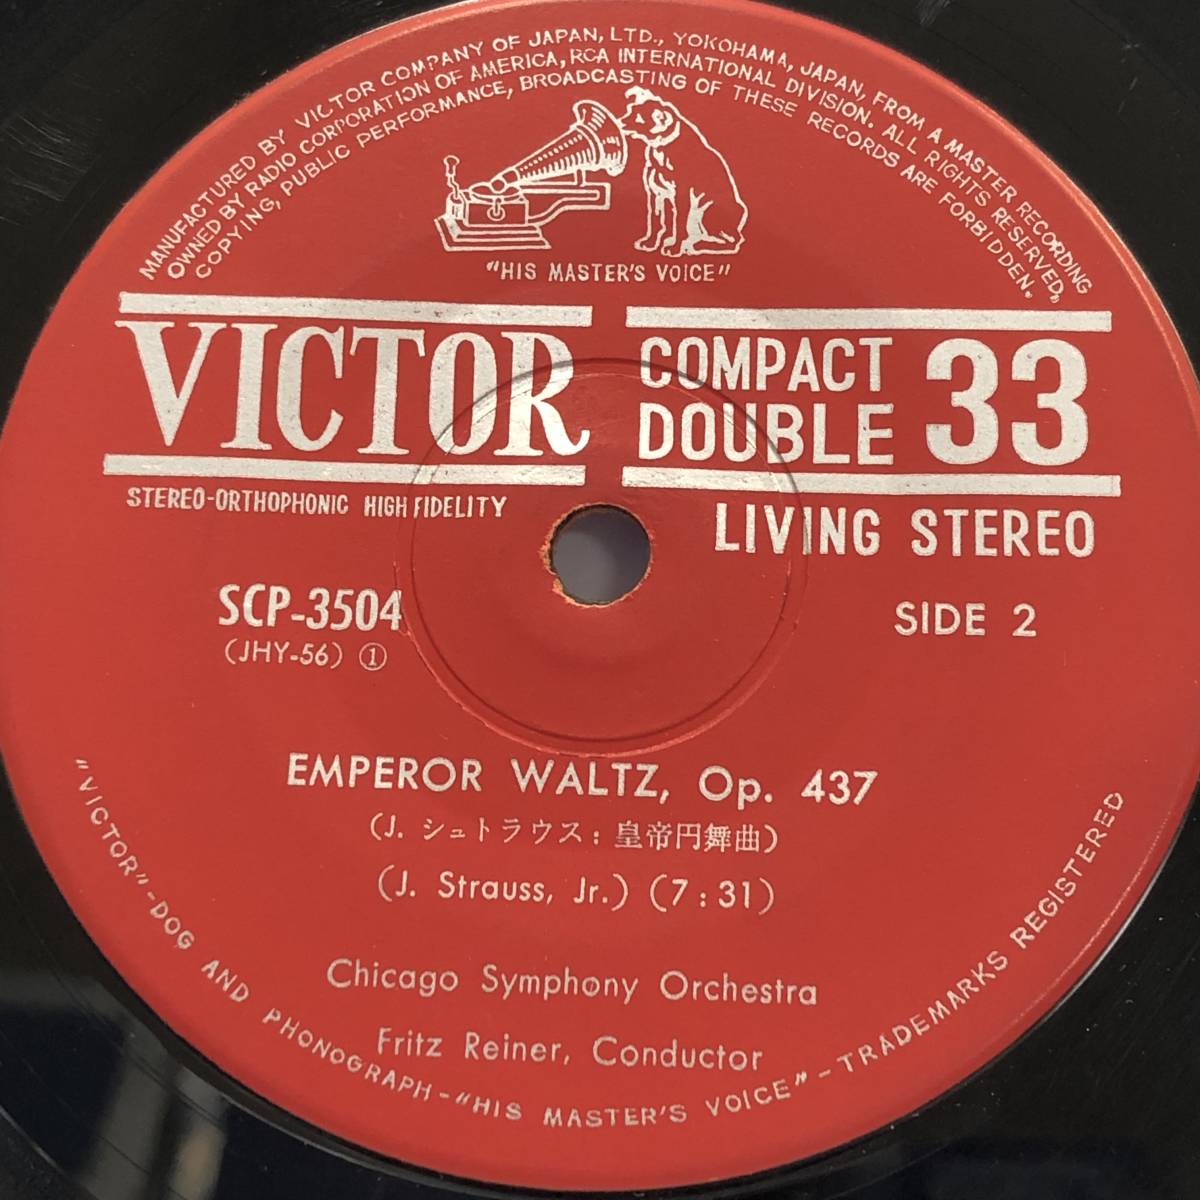 MANUFACTURED BY VICTOR COMPANY OF JAPAN, LTD., YOKOHAMA, JAPAN, FROM A MASTER RECORDING
OWNED BY RADIO CORPORATION OF AMERICA, RCA INTERNATIONAL DIVISION. ALL RIGHTS RESERVED,
COPYING, PUBLIC PERFORMANCE, BROADCASTING OF THESE RECORDS ARE FORBIDDEN.
"HIS MASTER'S VOICE"
VICTOR
COMPACT
DOUBLE
33
STEREO-ORTHOPHONIC HIGH FIDELITY
LIVING STEREO
SCP-3504
(JHY-56) ①
SIDE 2
EMPEROR WALTZ, Op. 437
(J. シュトラウス: 皇帝円舞曲)
(J. Strauss, Jr.) (7:31)
Chicago Symphony Orchestra
Fritz Reiner, Conductor
"VICTOR"-DOG AND PHONOGRAPH-"HIS MASTER'S VOICE"-TRADEMARKS REGISTERED